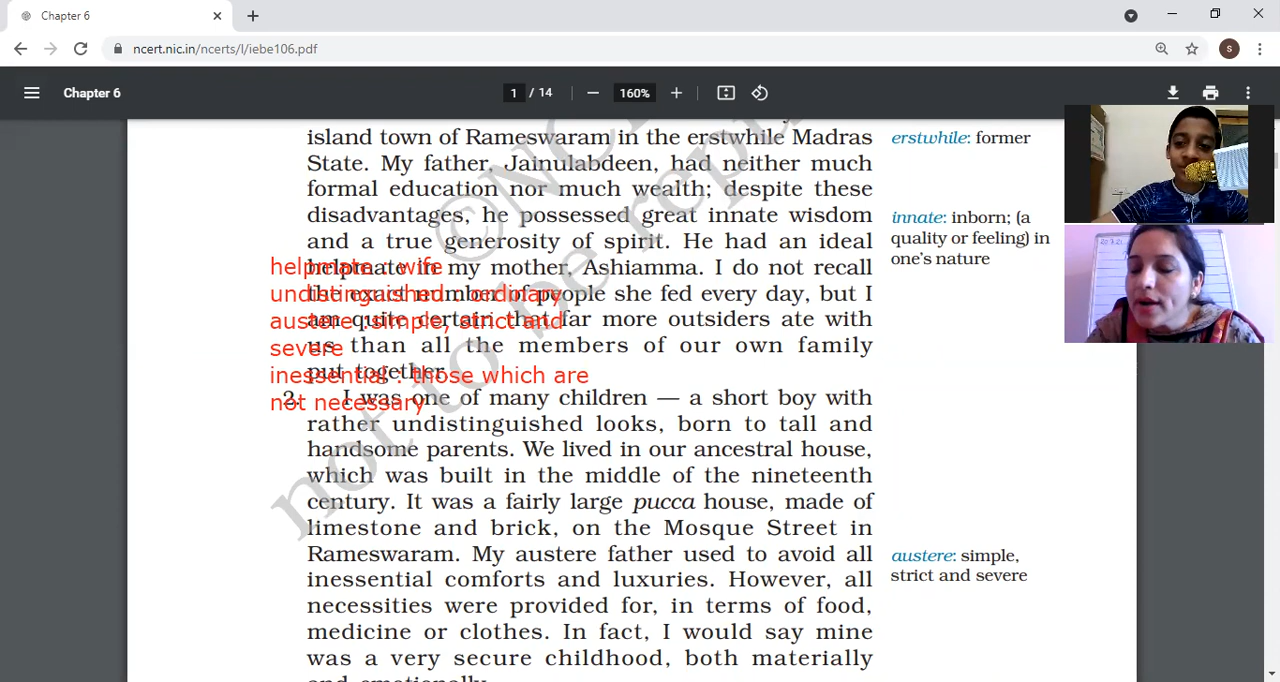 Chapter 6
ncert.nic.in/ncerts/l/iebe106.pdf
S
Chapter 6
1 / 14
160%
island town of Rameswaram in the erstwhile Madras
State. My father, Jainulabdeen, had neither much
formal education nor much wealth; despite these
disadvantages, he possessed great innate wisdom
and a true generosity of spirit. He had an ideal
helpmate in my mother, Ashiamma. I do not recall
the exact number of people she fed every day, but I
am quite certain that far more outsiders ate with
us than all the members of our own family
put together.
2. I was one of many children — a short boy with
rather undistinguished looks, born to tall and
handsome parents. We lived in our ancestral house,
which was built in the middle of the nineteenth
century. It was a fairly large pucca house, made of
limestone and brick, on the Mosque Street in
Rameswaram. My austere father used to avoid all
inessential comforts and luxuries. However, all
necessities were provided for, in terms of food,
medicine or clothes. In fact, I would say mine
was a very secure childhood, both materially
and emotionally.
erstwhile: former
innate: inborn; (a
quality or feeling) in
one's nature
austere: simple,
strict and severe
helpmate : wife
undistinguished : ordinary
austere : simple, strict and
severe
inessential : those which are
not necessary
not to be